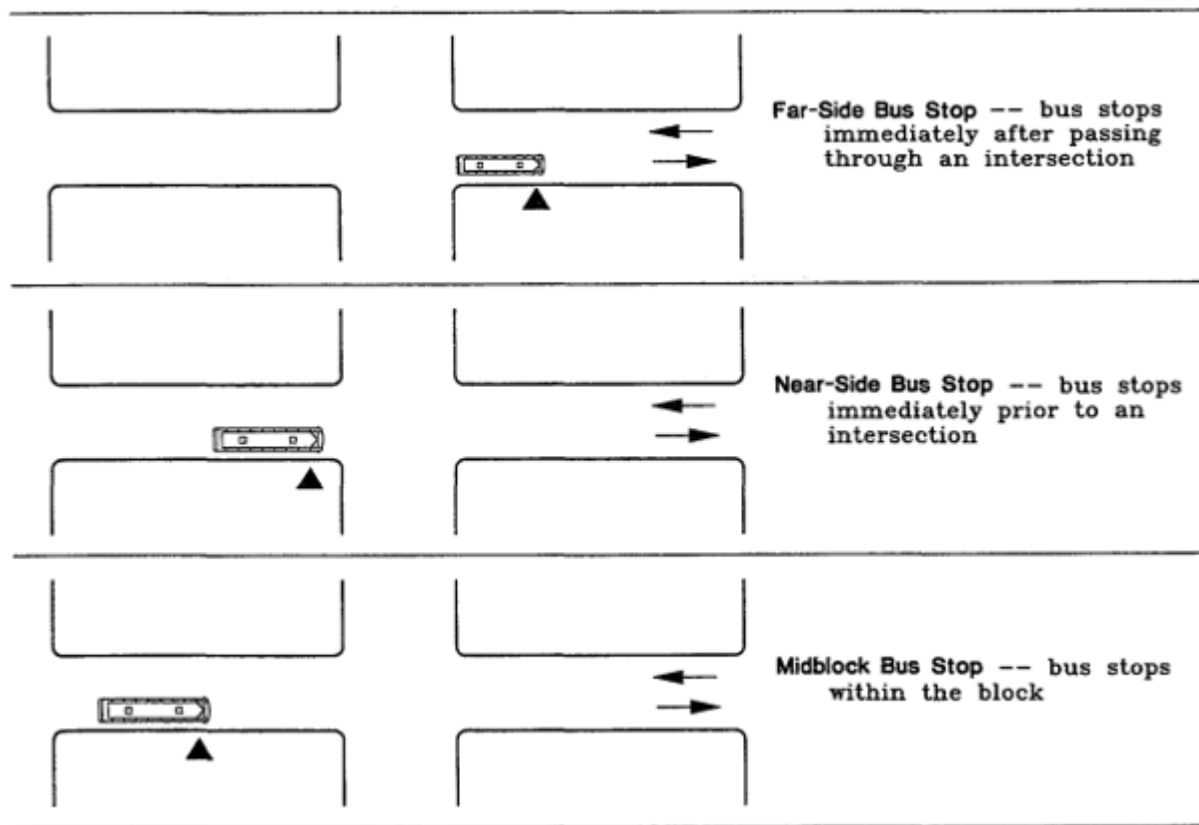 Far-Side Bus Stop -- bus stops
immediately after passing
through an intersection
Near-Side Bus Stop -- bus stops
immediately prior to an
intersection
Midblock Bus Stop -- bus stops
within the block